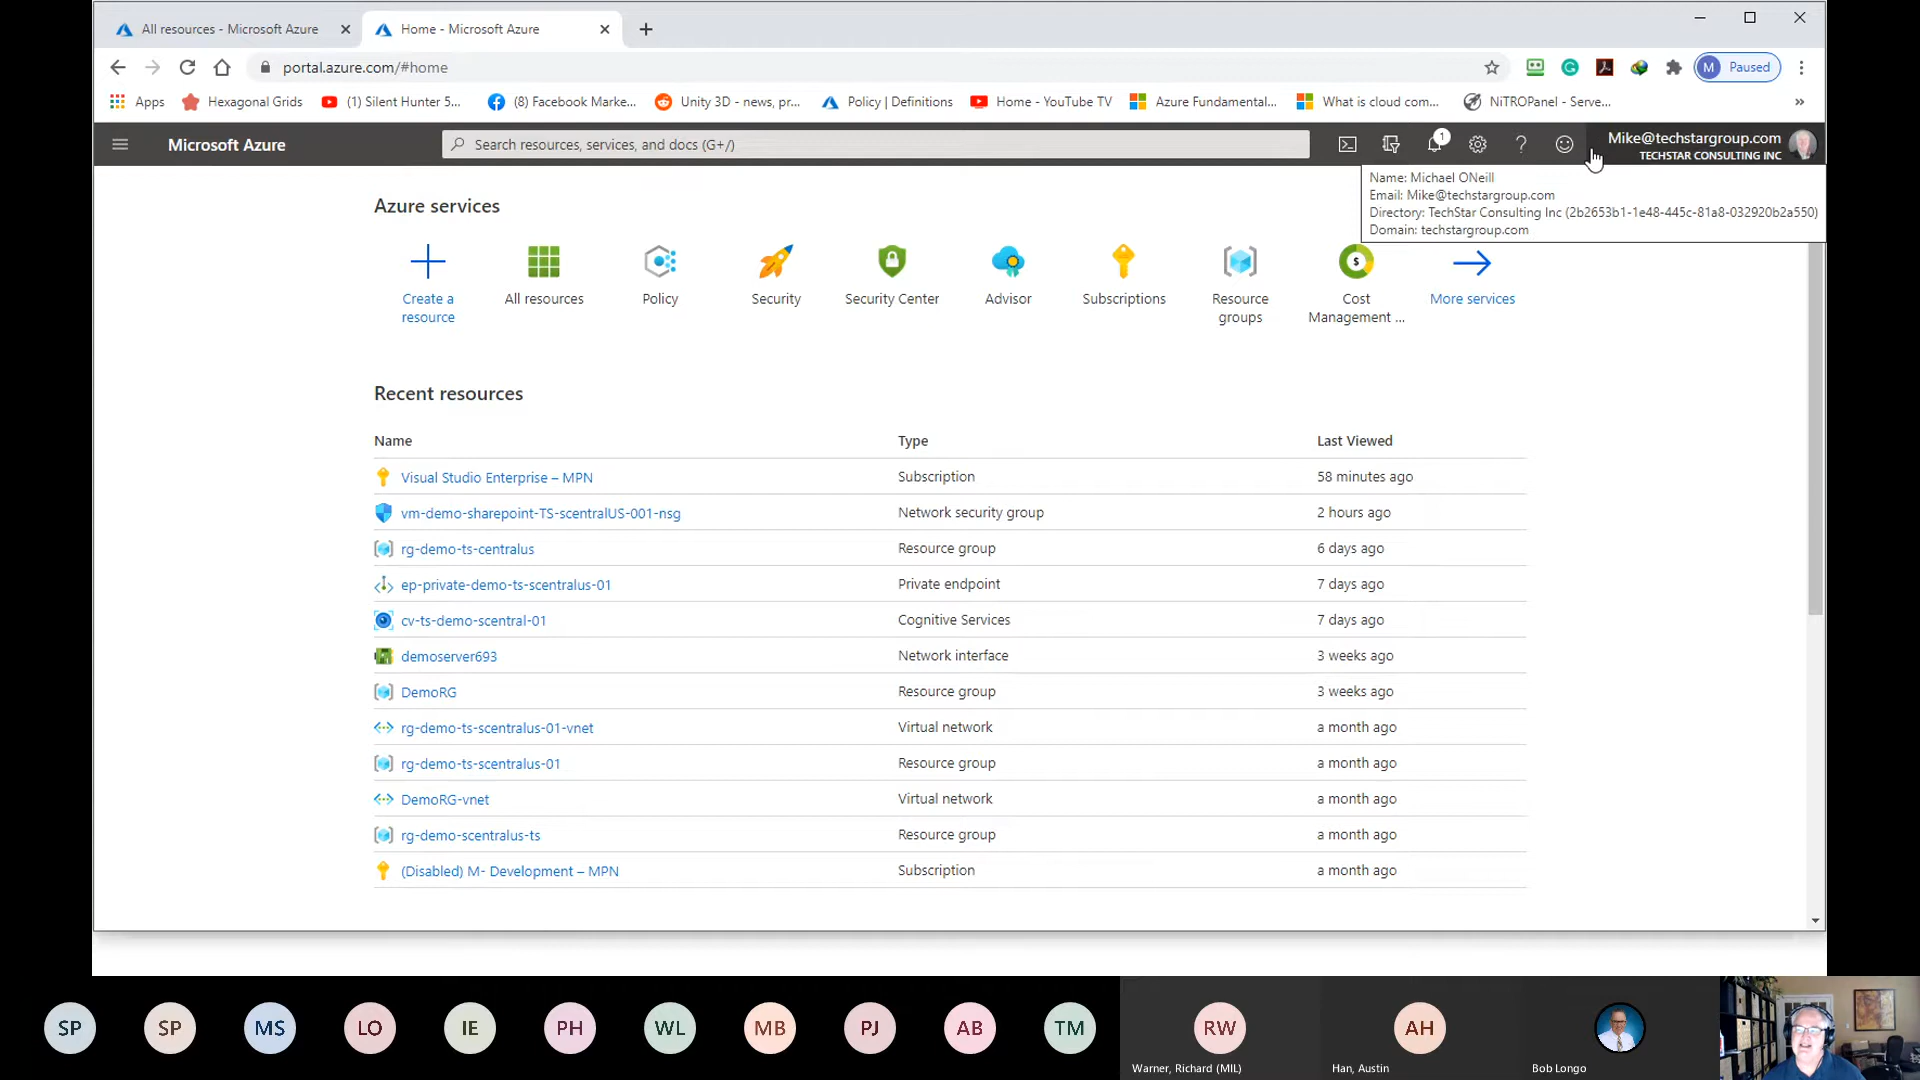 All resources - Microsoft Azure
Home - Microsoft Azure
portal.azure.com/#home
M Paused
Apps
Hexagonal Grids
(1) Silent Hunter 5...
(8) Facebook Marke...
Unity 3D - news, pr...
Policy | Definitions
Home - YouTube TV
Azure Fundamental...
What is cloud com...
NiTROPanel - Serve...
»
Microsoft Azure
Search resources, services, and docs (G+/)
1
Mike@techstargroup.com
TECHSTAR CONSULTING INC
Name: Michael ONeill
Email: Mike@techstargroup.com
Directory: TechStar Consulting Inc (2b2653b1-1e48-445c-81a8-032920b2a550)
Domain: techstargroup.com
Azure services
Create a
resource
All resources
Policy
Security
Security Center
Advisor
Subscriptions
Resource
groups
Cost
Management ...
More services
Recent resources
Name Type Last Viewed
Visual Studio Enterprise – MPN Subscription 58 minutes ago
vm-demo-sharepoint-TS-scentralUS-001-nsg Network security group 2 hours ago
rg-demo-ts-centralus Resource group 6 days ago
ep-private-demo-ts-scentralus-01 Private endpoint 7 days ago
cv-ts-demo-scentral-01 Cognitive Services 7 days ago
demoserver693 Network interface 3 weeks ago
DemoRG Resource group 3 weeks ago
rg-demo-ts-scentralus-01-vnet Virtual network a month ago
rg-demo-ts-scentralus-01 Resource group a month ago
DemoRG-vnet Virtual network a month ago
rg-demo-scentralus-ts Resource group a month ago
(Disabled) M- Development – MPN Subscription a month ago
SP SP MS LO IE PH WL MB PJ AB TM RW AH
Warner, Richard (MIL)
Han, Austin
Bob Longo